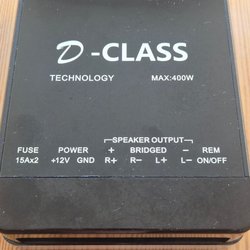 D-CLASS
TECHNOLOGY MAX:400W
SPEAKER OUTPUT
FUSE POWER + BRIDGED - REM
15Ax2 +12V GND R+ R- L+ L- ON/OFF